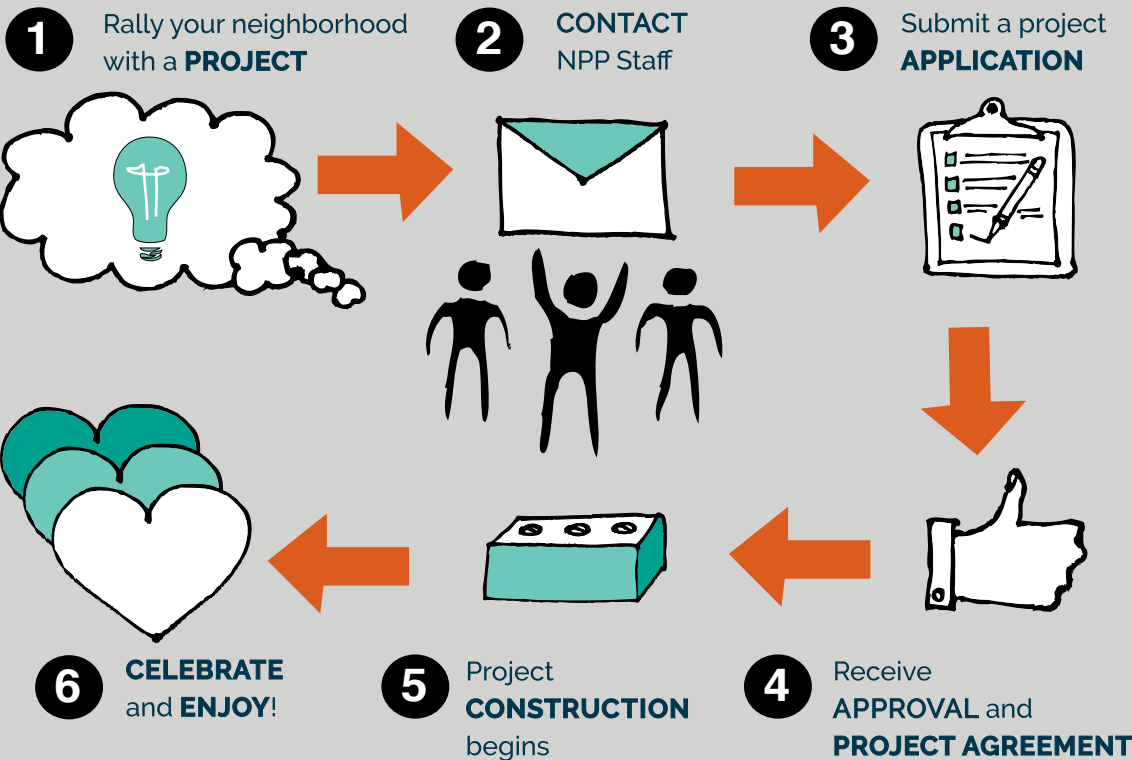 1
Rally your neighborhood
with a PROJECT
2
CONTACT
NPP Staff
3
Submit a project
APPLICATION
4
Receive
APPROVAL and
PROJECT AGREEMENT
5
Project
CONSTRUCTION
begins
6
CELEBRATE
and ENJOY!